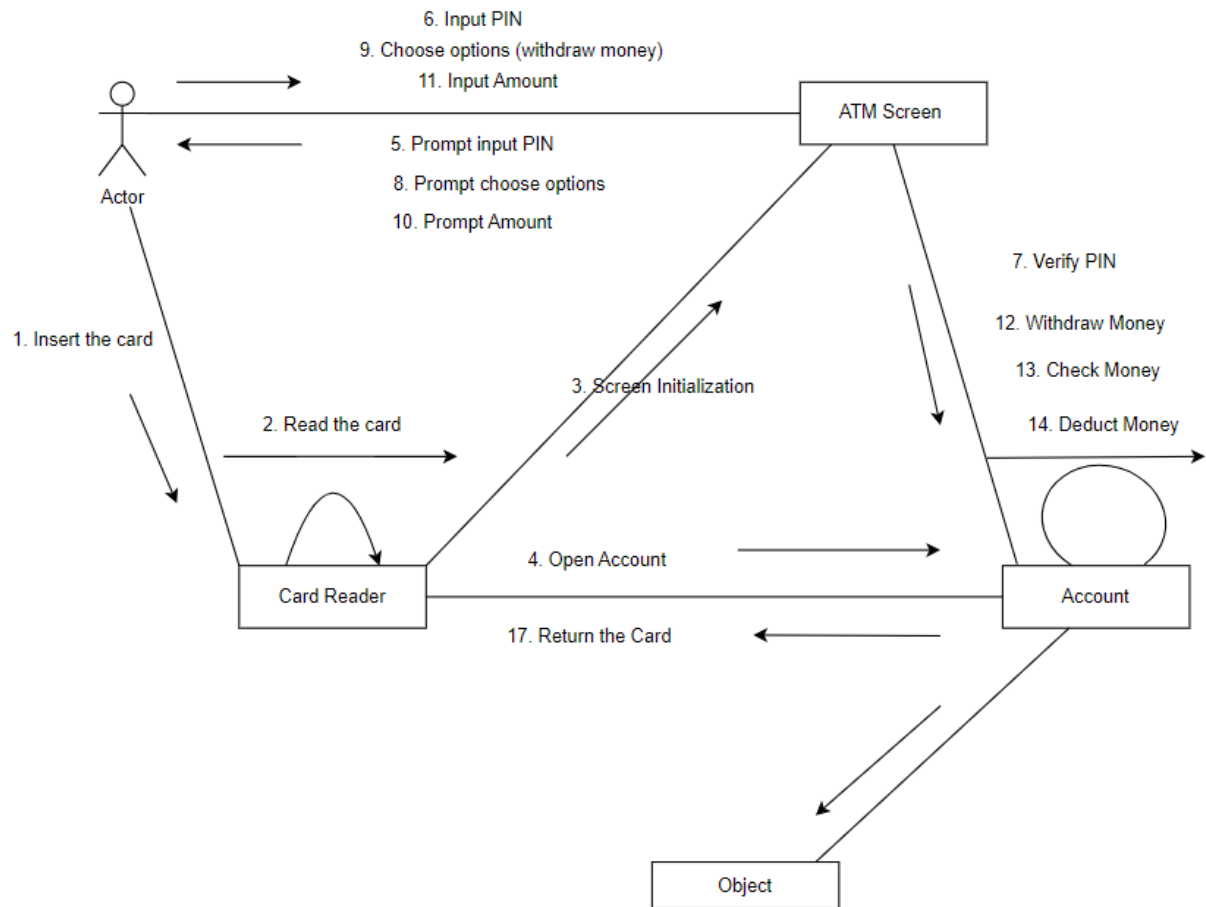 6. Input PIN
9. Choose options (withdraw money)
11. Input Amount
ATM Screen
5. Prompt input PIN
8. Prompt choose options
Actor
10. Prompt Amount
7. Verify PIN
12. Withdraw Money
1. Insert the card
13. Check Money
3. Screen Initialization
2. Read the card
14. Deduct Money
4. Open Account
Card Reader
Account
17. Return the Card
Object